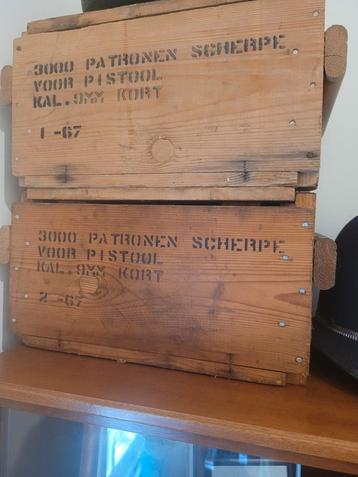 3000 PATRONEN SCHERPE
VOOR PISTOOL
KAL. 9MM KORT
1 -67
3000 PATRONEN SCHERPE
VOOR PISTOOL
KAL. 9MM KORT
2 -67